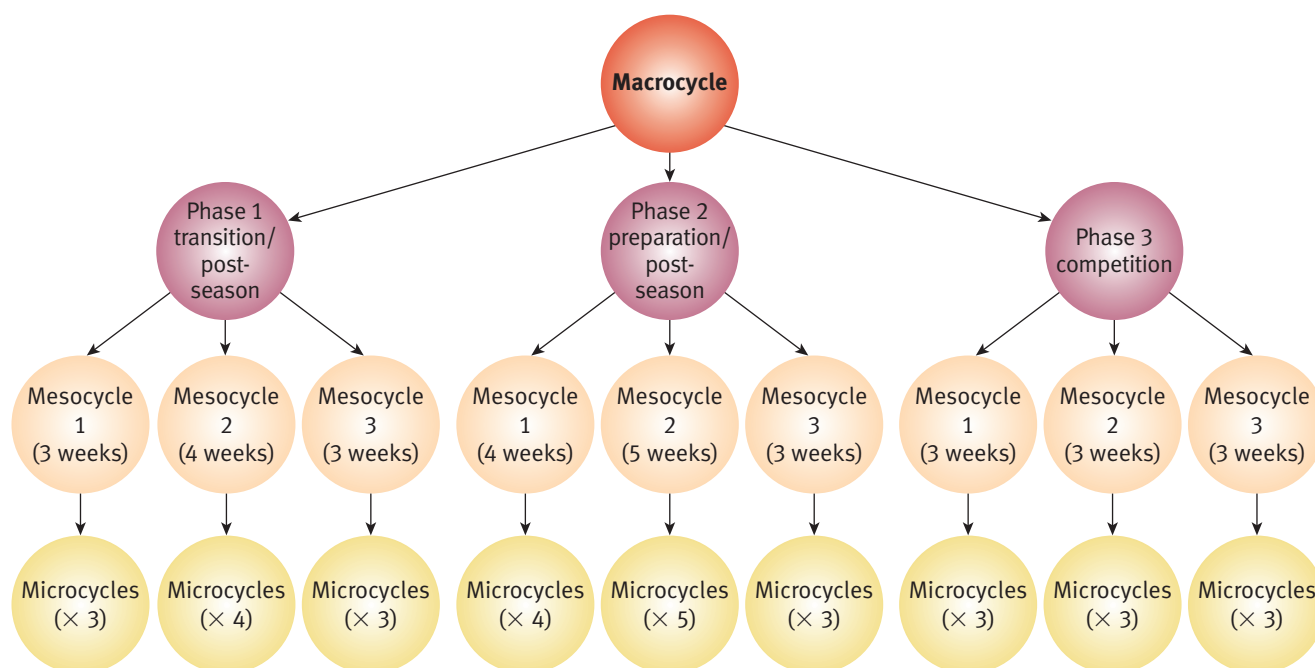 Macrocycle
Phase 1
transition/
post-
season
Phase 2
preparation/
post-
season
Phase 3
competition
Mesocycle
1
(3 weeks)
Mesocycle
2
(4 weeks)
Mesocycle
3
(3 weeks)
Mesocycle
1
(4 weeks)
Mesocycle
2
(5 weeks)
Mesocycle
3
(3 weeks)
Mesocycle
1
(3 weeks)
Mesocycle
2
(3 weeks)
Mesocycle
3
(3 weeks)
Microcycles
(× 3)
Microcycles
(× 4)
Microcycles
(× 3)
Microcycles
(× 4)
Microcycles
(× 5)
Microcycles
(× 3)
Microcycles
(× 3)
Microcycles
(× 3)
Microcycles
(× 3)